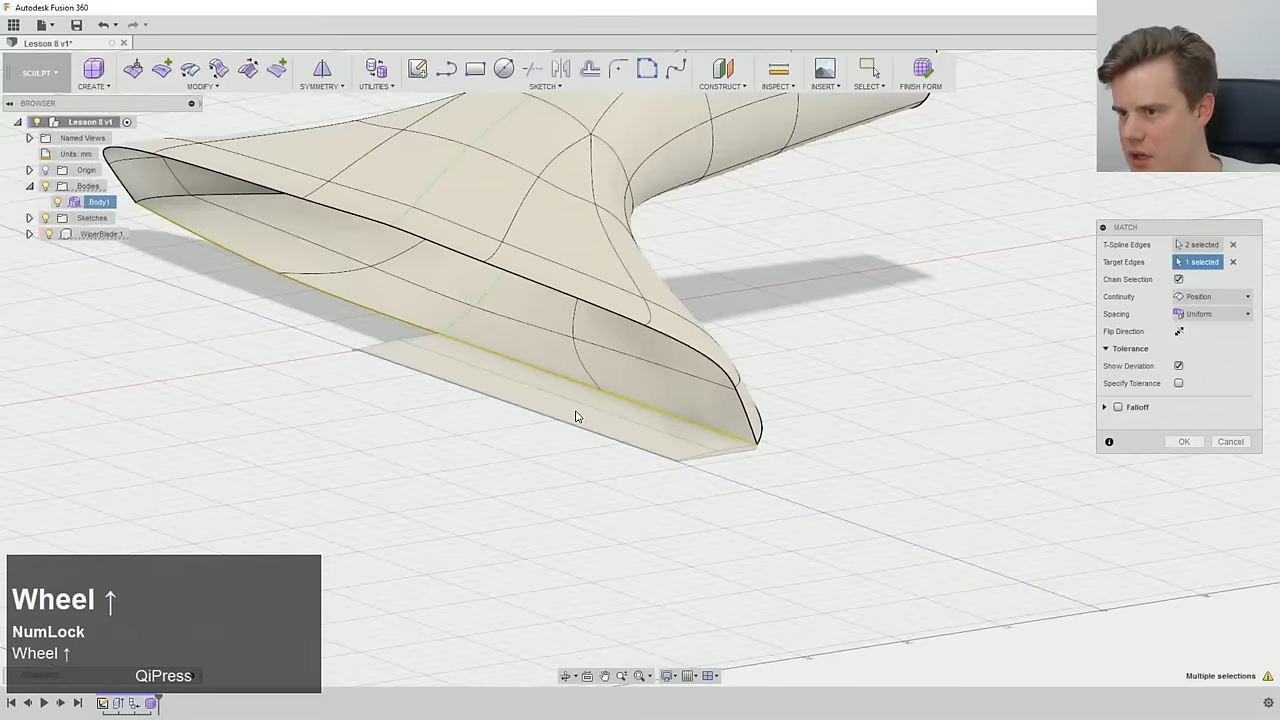 Autodesk Fusion 360
Lesson 8 v1*
SCULPT
CREATE
MODIFY
SYMMETRY
UTILITIES
SKETCH
CONSTRUCT
INSPECT
INSERT
SELECT
FINISH FORM
BROWSER
Lesson 8 v1
Named Views
Units: mm
Origin
Bodies
Body1
Sketches
WiperBlade:1
MATCH
T-Spline Edges 2 selected
Target Edges 1 selected
Chain Selection
Continuity Position
Spacing Uniform
Flip Direction
Tolerance
Show Deviation
Specify Tolerance
Falloff
OK Cancel
Wheel ↑
NumLock
Wheel ↑
QiPress
Multiple selections